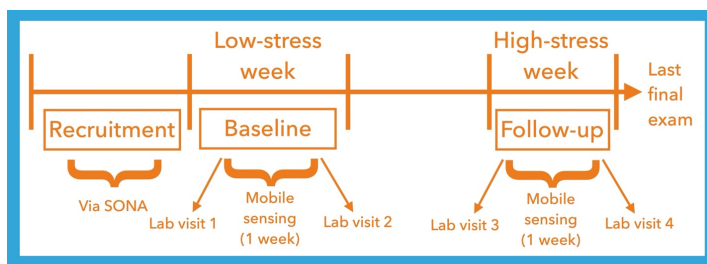 Low-stress
week
High-stress
week
Last
final
exam
Recruitment
Baseline
Follow-up
Via SONA
Lab visit 1
Mobile
sensing
(1 week)
Lab visit 2
Lab visit 3
Mobile
sensing
(1 week)
Lab visit 4